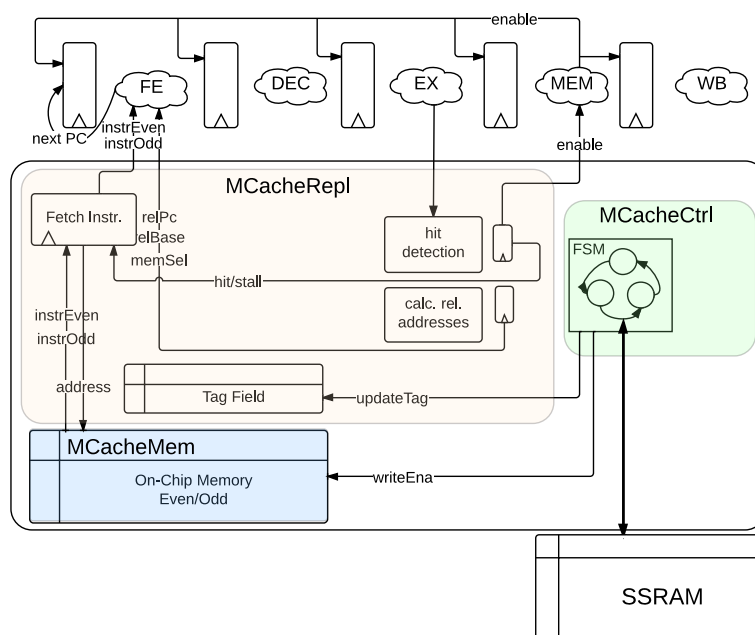 enable
FE
DEC
EX
MEM
WB
next PC
instrEven
instrOdd
enable
MCacheRepl
MCacheCtrl
Fetch Instr.
relPc
relBase
memSel
hit
detection
FSM
hit/stall
calc. rel.
addresses
instrEven
instrOdd
address
Tag Field
updateTag
MCacheMem
On-Chip Memory
Even/Odd
writeEna
SSRAM